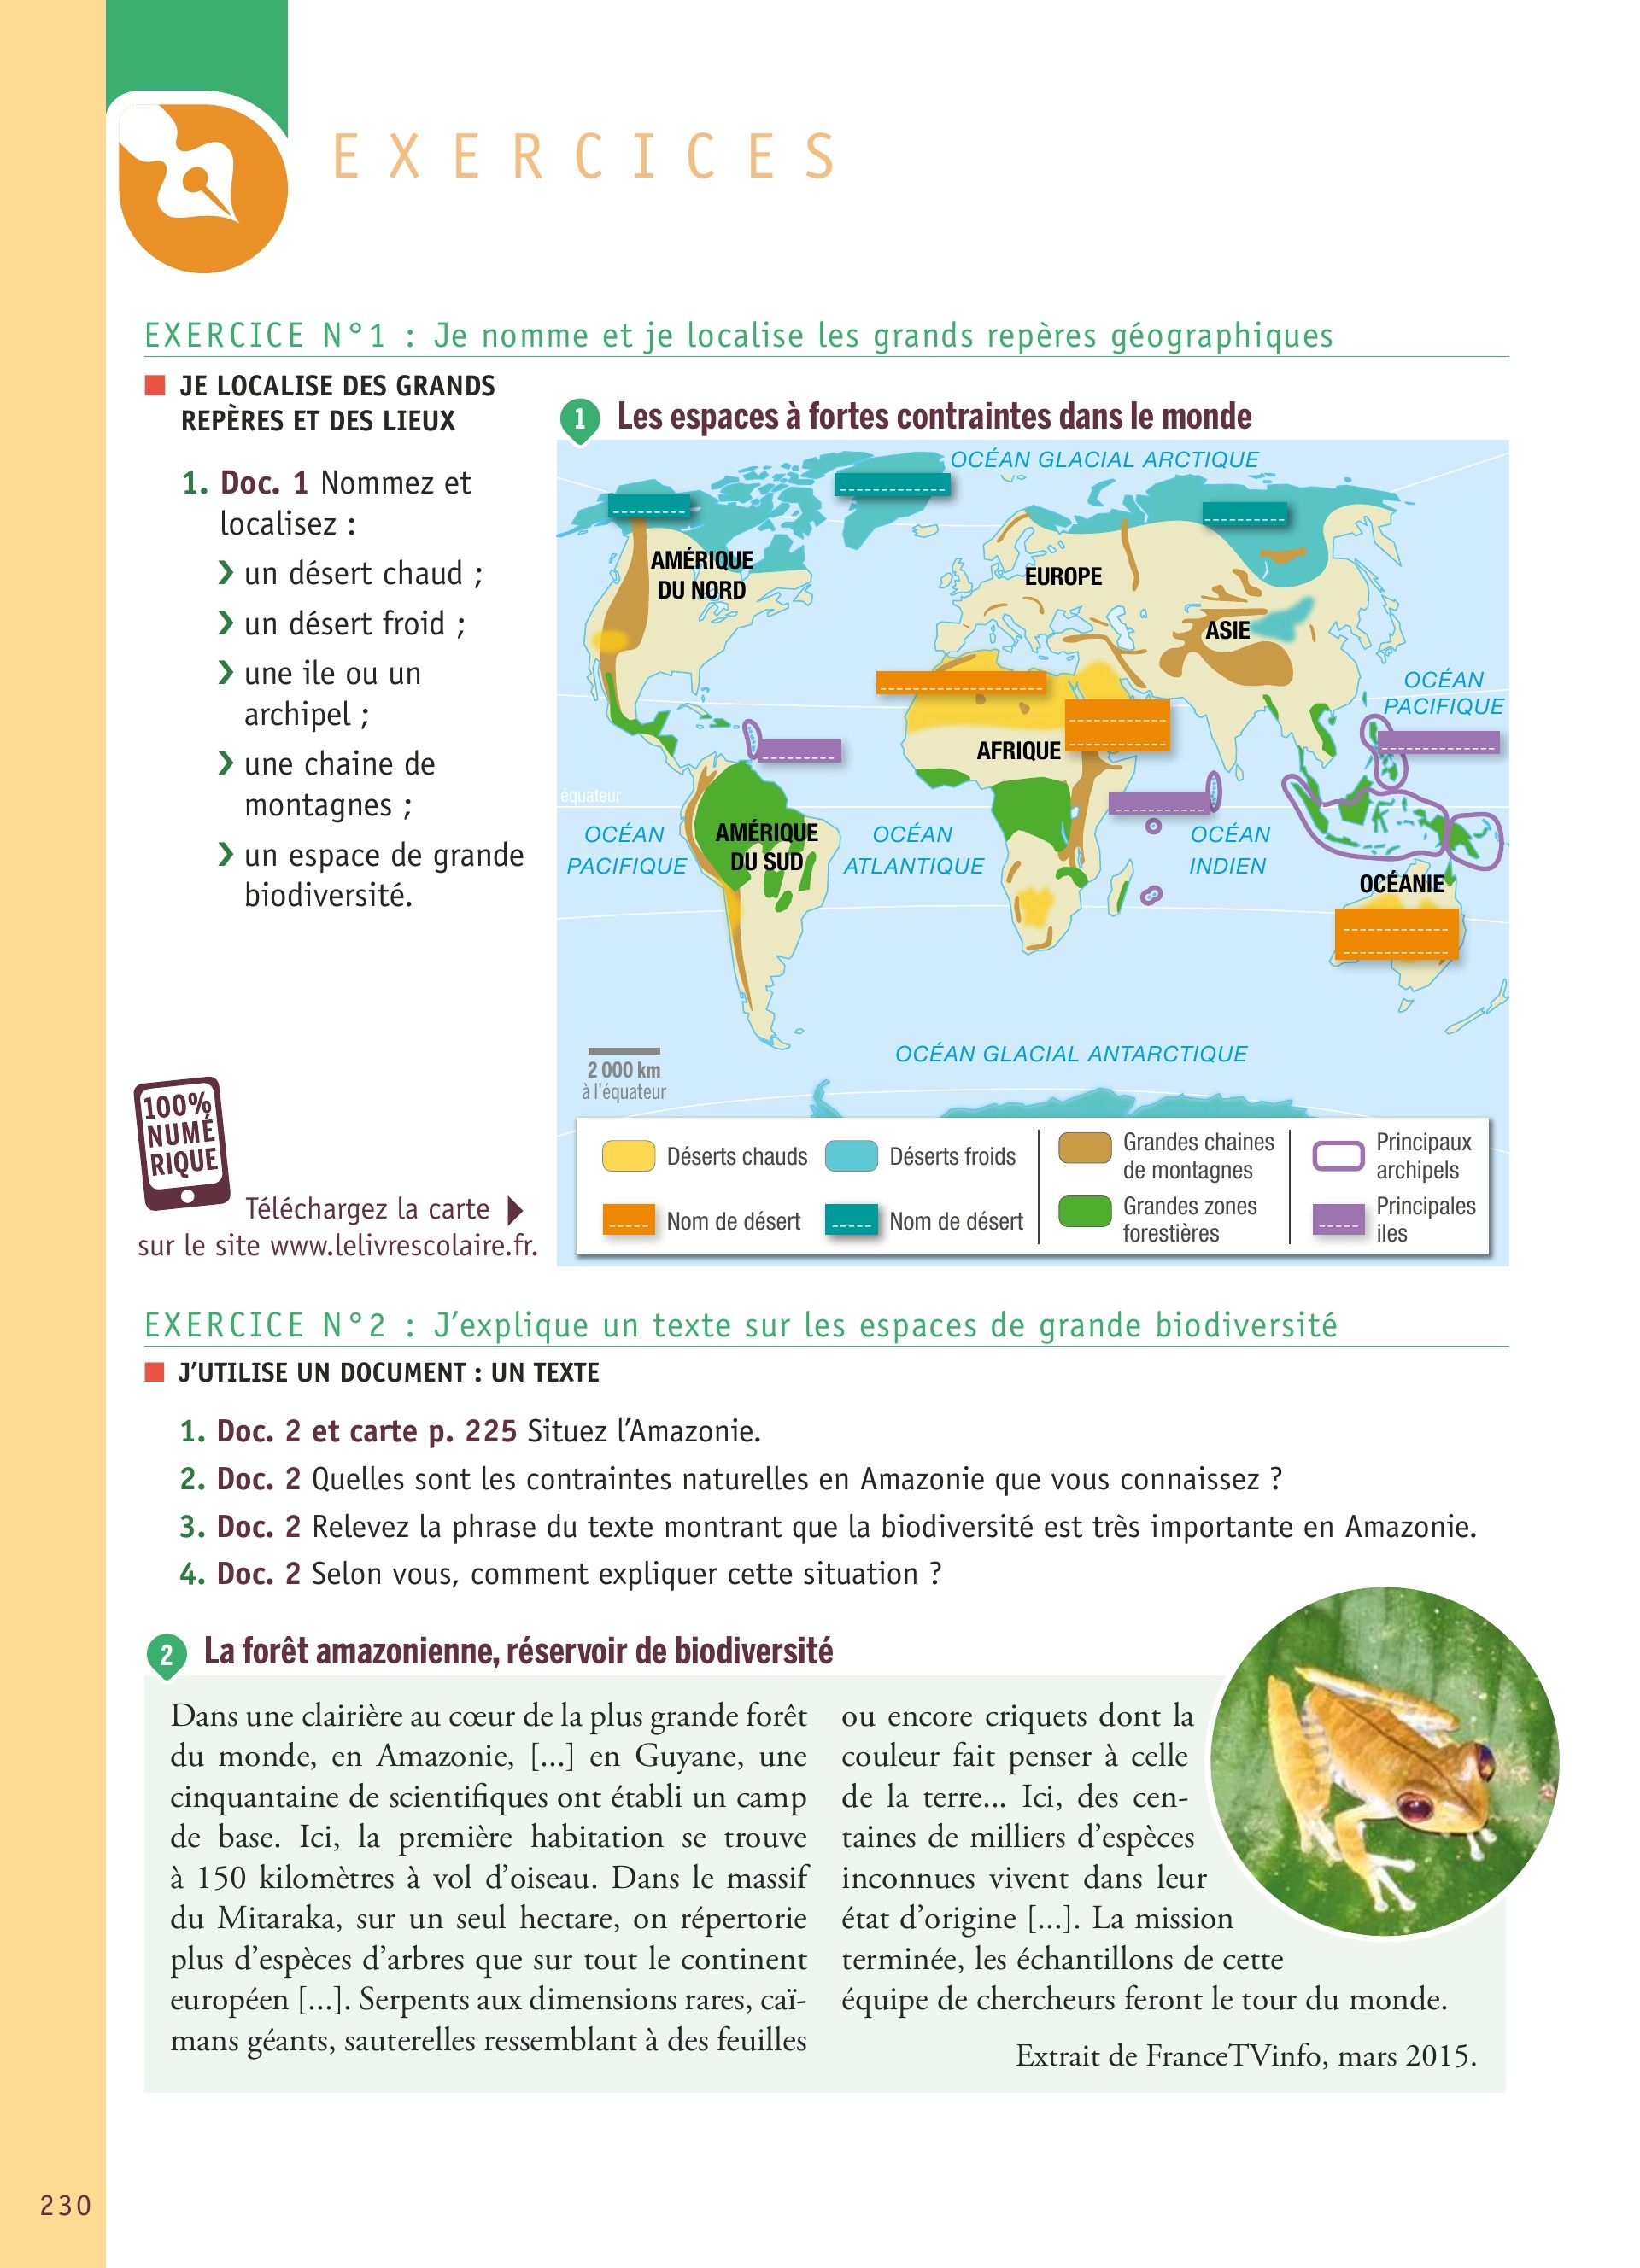 EXERCICES
EXERCICE N°1 : Je nomme et je localise les grands repères géographiques
JE LOCALISE DES GRANDS
REPÈRES ET DES LIEUX
1. Doc. 1 Nommez et
localisez :
un désert chaud ;
un désert froid ;
une ile ou un
archipel ;
une chaine de
montagnes ;
un espace de grande
biodiversité.
100%
NUMÉ
RIQUE
Téléchargez la carte
sur le site www.lelivrescolaire.fr.
1 Les espaces à fortes contraintes dans le monde
OCÉAN GLACIAL ARCTIQUE
AMÉRIQUE
DU NORD
EUROPE
ASIE
OCÉAN
PACIFIQUE
AFRIQUE
équateur
OCÉAN
PACIFIQUE
AMÉRIQUE
DU SUD
OCÉAN
ATLANTIQUE
OCÉAN
INDIEN
OCÉANIE
OCÉAN GLACIAL ANTARCTIQUE
2 000 km
à l'équateur
Déserts chauds
Déserts froids
Grandes chaines
de montagnes
Principaux
archipels
Nom de désert
Nom de désert
Grandes zones
forestières
Principales
iles
EXERCICE N°2 : J'explique un texte sur les espaces de grande biodiversité
J'UTILISE UN DOCUMENT : UN TEXTE
1. Doc. 2 et carte p. 225 Situez l'Amazonie.
2. Doc. 2 Quelles sont les contraintes naturelles en Amazonie que vous connaissez ?
3. Doc. 2 Relevez la phrase du texte montrant que la biodiversité est très importante en Amazonie.
4. Doc. 2 Selon vous, comment expliquer cette situation ?
2 La forêt amazonienne, réservoir de biodiversité
Dans une clairière au cœur de la plus grande forêt
du monde, en Amazonie, [...] en Guyane, une
cinquantaine de scientifiques ont établi un camp
de base. Ici, la première habitation se trouve
à 150 kilomètres à vol d'oiseau. Dans le massif
du Mitaraka, sur un seul hectare, on répertorie
plus d'espèces d'arbres que sur tout le continent
européen [...]. Serpents aux dimensions rares, caï-
mans géants, sauterelles ressemblant à des feuilles
ou encore criquets dont la
couleur fait penser à celle
de la terre... Ici, des cen-
taines de milliers d'espèces
inconnues vivent dans leur
état d'origine [...]. La mission
terminée, les échantillons de cette
équipe de chercheurs feront le tour du monde.
Extrait de FranceTVinfo, mars 2015.
230